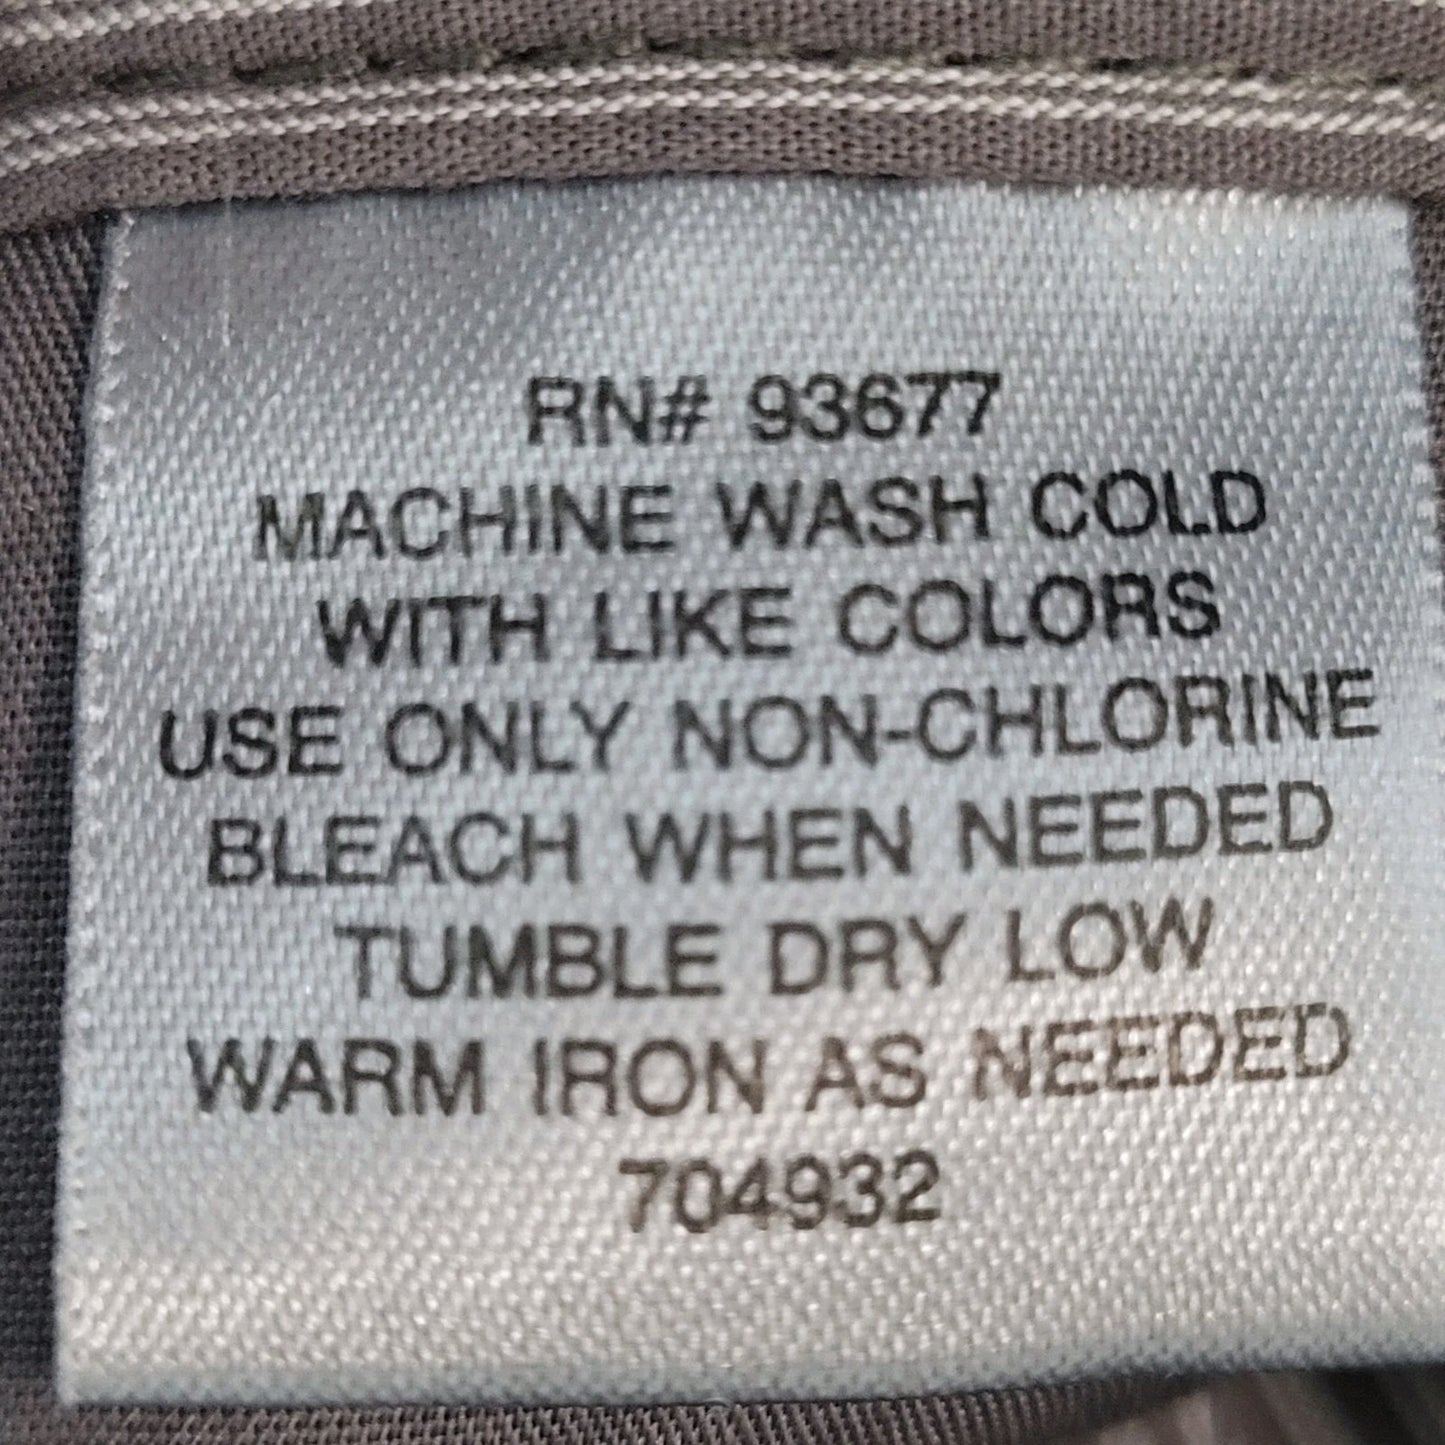 RN# 93677
MACHINE WASH COLD
WITH LIKE COLORS
USE ONLY NON-CHLORINE
BLEACH WHEN NEEDED
TUMBLE DRY LOW
WARM IRON AS NEEDED
704932